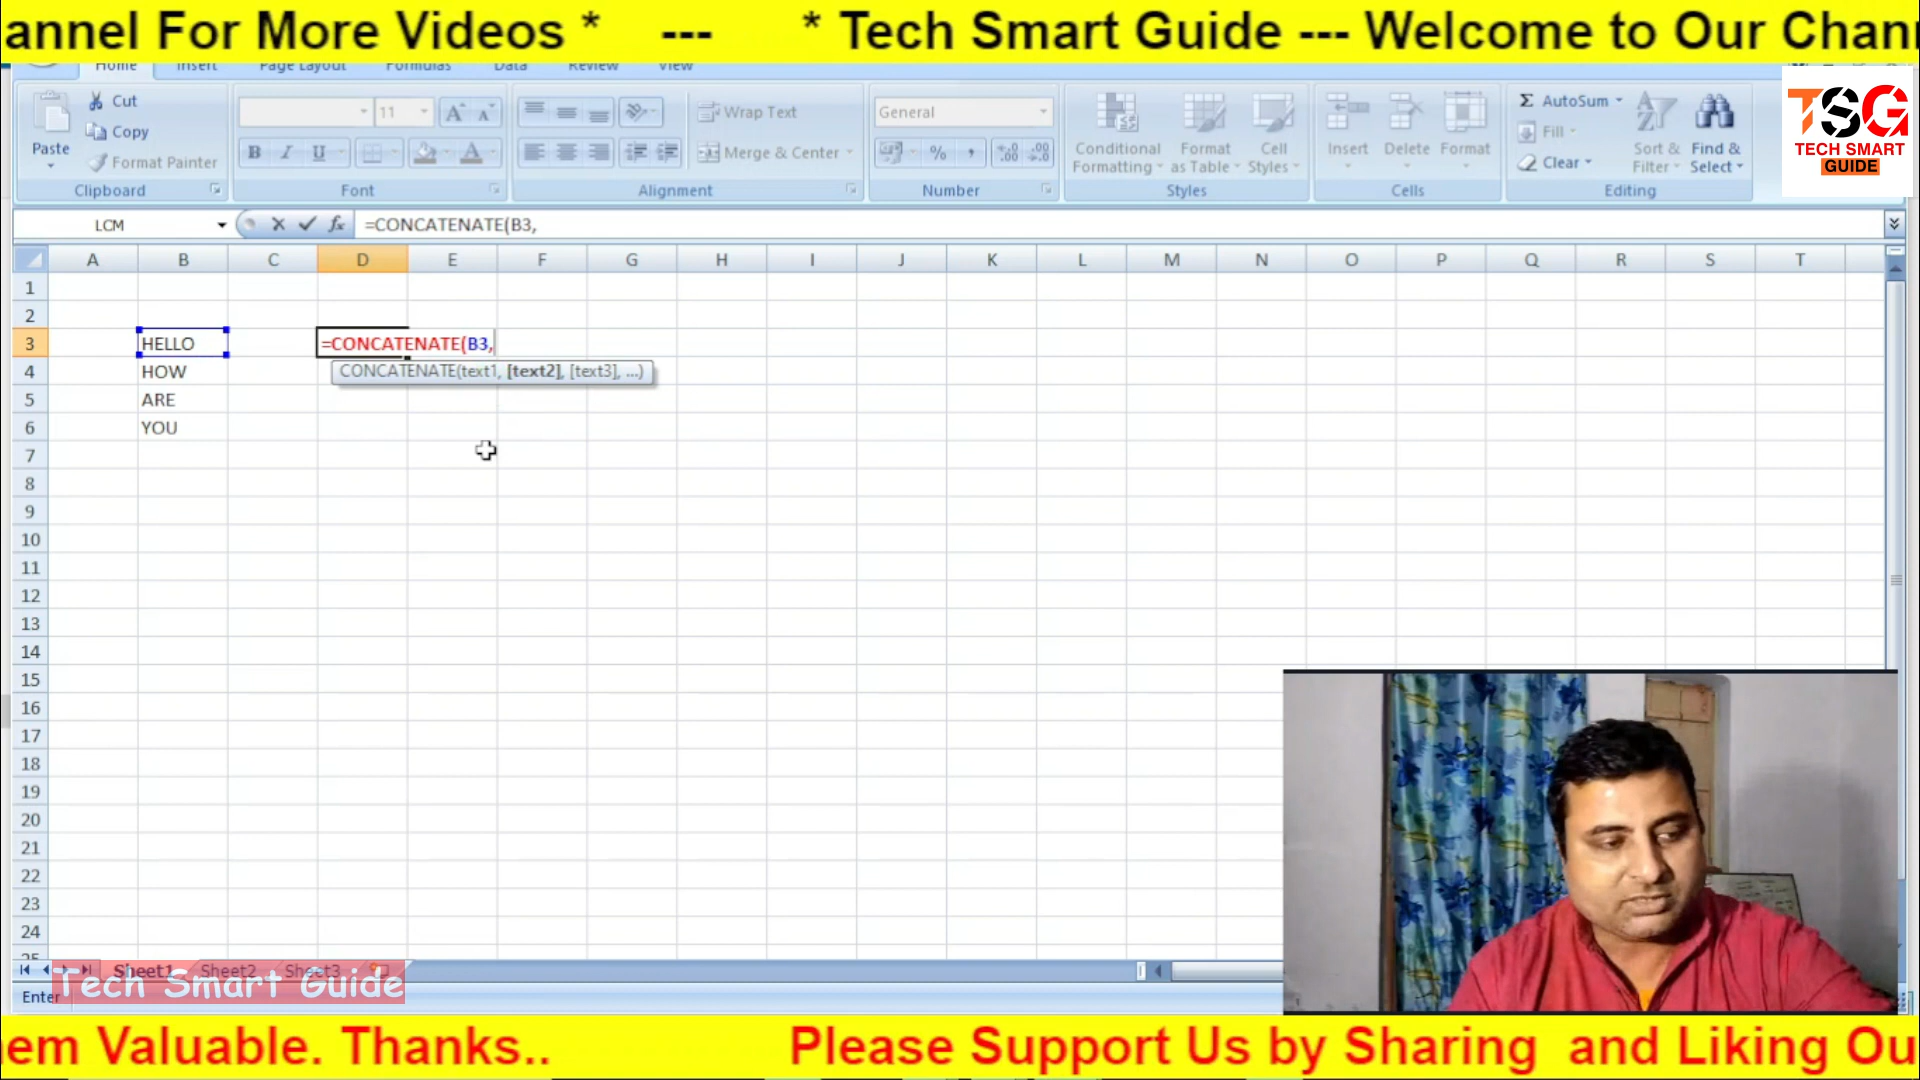 annel For More Videos * --- * Tech Smart Guide --- Welcome to Our Chan
Home Insert Page Layout Formulas Data Review View
Cut
Copy
Format Painter
Paste
Clipboard
11
B I U
Font
Wrap Text
Merge & Center
Alignment
General
%
Number
Conditional Formatting
Format as Table
Cell Styles
Styles
Insert Delete Format
Cells
Σ AutoSum
Fill
Clear
Sort & Filter
Find & Select
Editing
TSG
TECH SMART
GUIDE
LCM fx =CONCATENATE(B3,
A B C D E F G H I J K L M N O P Q R S T
1
2
3 HELLO =CONCATENATE(B3,
4 HOW CONCATENATE(text1, [text2], [text3], ...)
5 ARE
6 YOU
7
8
9
10
11
12
13
14
15
16
17
18
19
20
21
22
23
24
25
Sheet1 Sheet2 Sheet3
Tech Smart Guide
Enter
em Valuable. Thanks.. Please Support Us by Sharing and Liking Ou